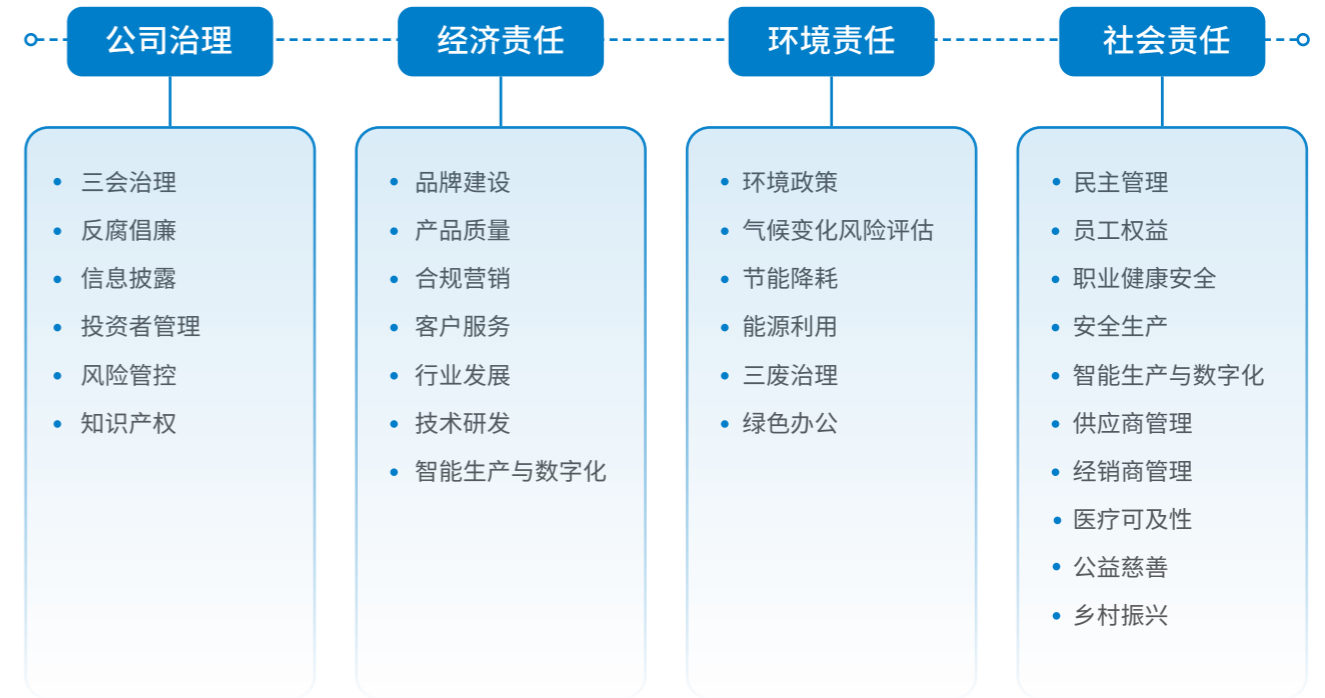 公司治理
三会治理
反腐倡廉
信息披露
投资者管理
风险管控
知识产权
经济责任
品牌建设
产品质量
合规营销
客户服务
行业发展
技术研发
智能生产与数字化
环境责任
环境政策
气候变化风险评估
节能降耗
能源利用
三废治理
绿色办公
社会责任
民主管理
员工权益
职业健康安全
安全生产
智能生产与数字化
供应商管理
经销商管理
医疗可及性
公益慈善
乡村振兴